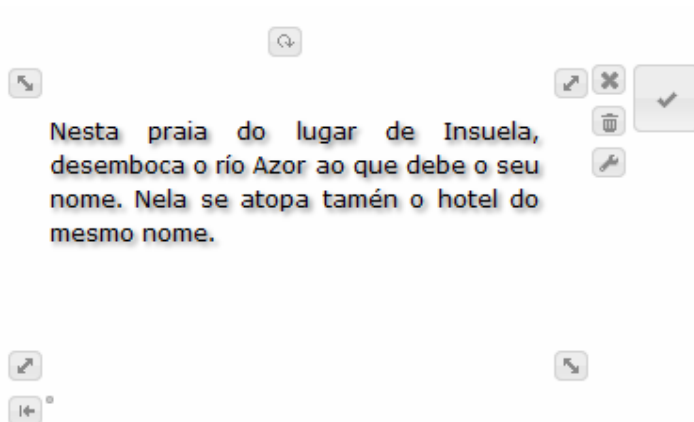 Nesta praia do lugar de Insuela,
desemboca o río Azor ao que debe o seu
nome. Nela se atopa tamén o hotel do
mesmo nome.